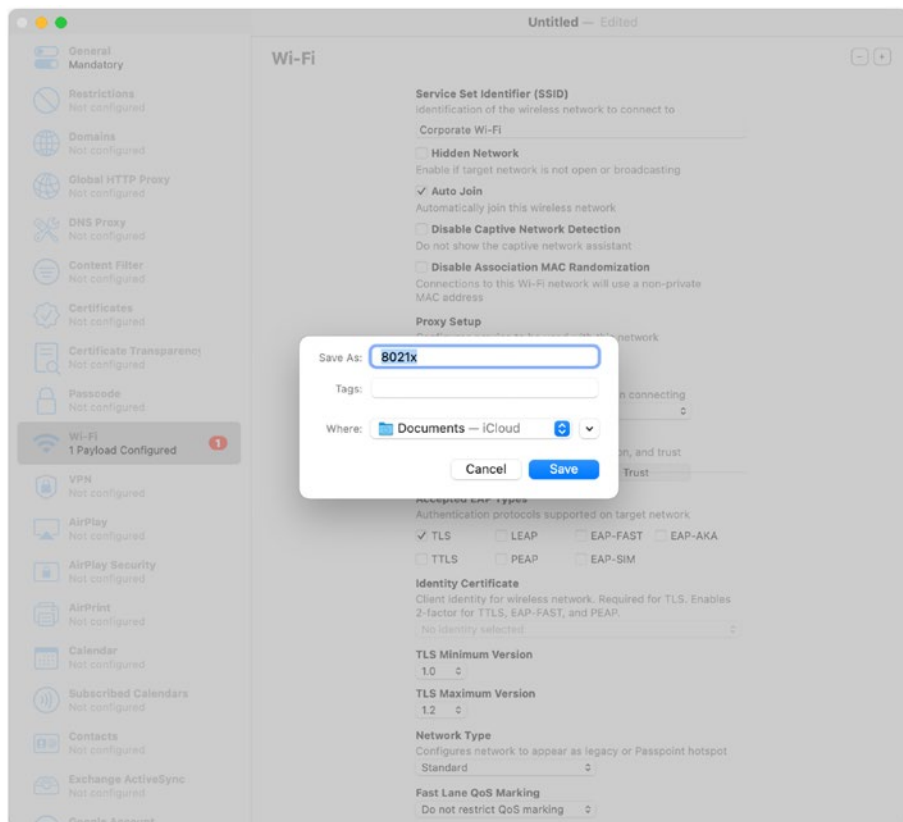 Untitled — Edited
General
Mandatory
Restrictions
Not configured
Domains
Not configured
Global HTTP Proxy
Not configured
DNS Proxy
Not configured
Content Filter
Not configured
Certificates
Not configured
Certificate Transparency
Not configured
Passcode
Not configured
Wi-Fi
1 Payload Configured
1
VPN
Not configured
AirPlay
Not configured
AirPlay Security
Not configured
AirPrint
Not configured
Calendar
Not configured
Subscribed Calendars
Not configured
Contacts
Not configured
Exchange ActiveSync
Not configured
Google Account
Wi-Fi
Service Set Identifier (SSID)
Identification of the wireless network to connect to
Corporate Wi-Fi
Hidden Network
Enable if target network is not open or broadcasting
Auto Join
Automatically join this wireless network
Disable Captive Network Detection
Do not show the captive network assistant
Disable Association MAC Randomization
Connections to this Wi-Fi network will use a non-private
MAC address
Proxy Setup
network
Save As: 8021x
Tags:
Where: Documents — iCloud
Cancel Save
n connecting
on, and trust
Trust
Accepted EAP Types
Authentication protocols supported on target network
TLS LEAP EAP-FAST EAP-AKA
TTLS PEAP EAP-SIM
Identity Certificate
Client identity for wireless network. Required for TLS. Enables
2-factor for TTLS, EAP-FAST, and PEAP.
No identity selected
TLS Minimum Version
1.0
TLS Maximum Version
1.2
Network Type
Configures network to appear as legacy or Passpoint hotspot
Standard
Fast Lane QoS Marking
Do not restrict QoS marking